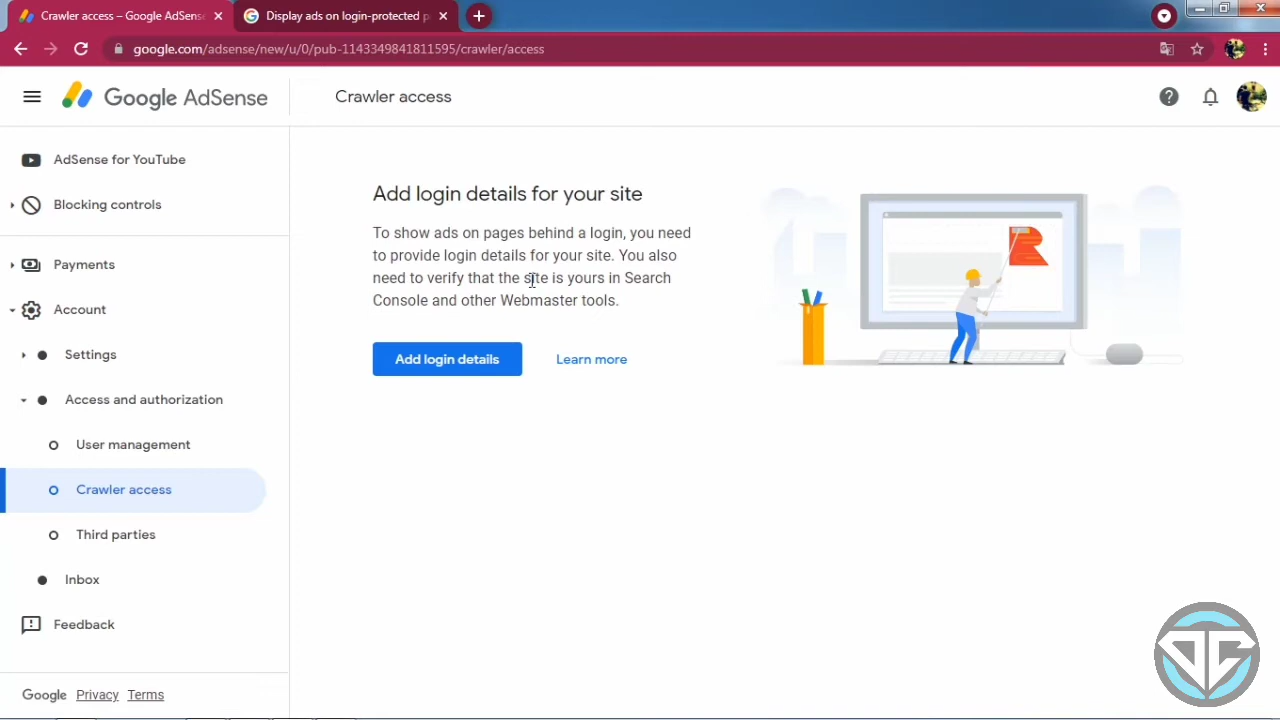 Crawler access – Google AdSense
Display ads on login-protected p
google.com/adsense/new/u/0/pub-1143349841811595/crawler/access
Google AdSense
Crawler access
AdSense for YouTube
Blocking controls
Payments
Account
Settings
Access and authorization
User management
Crawler access
Third parties
Inbox
Feedback
Google Privacy Terms
Add login details for your site
To show ads on pages behind a login, you need
to provide login details for your site. You also
need to verify that the site is yours in Search
Console and other Webmaster tools.
Add login details
Learn more